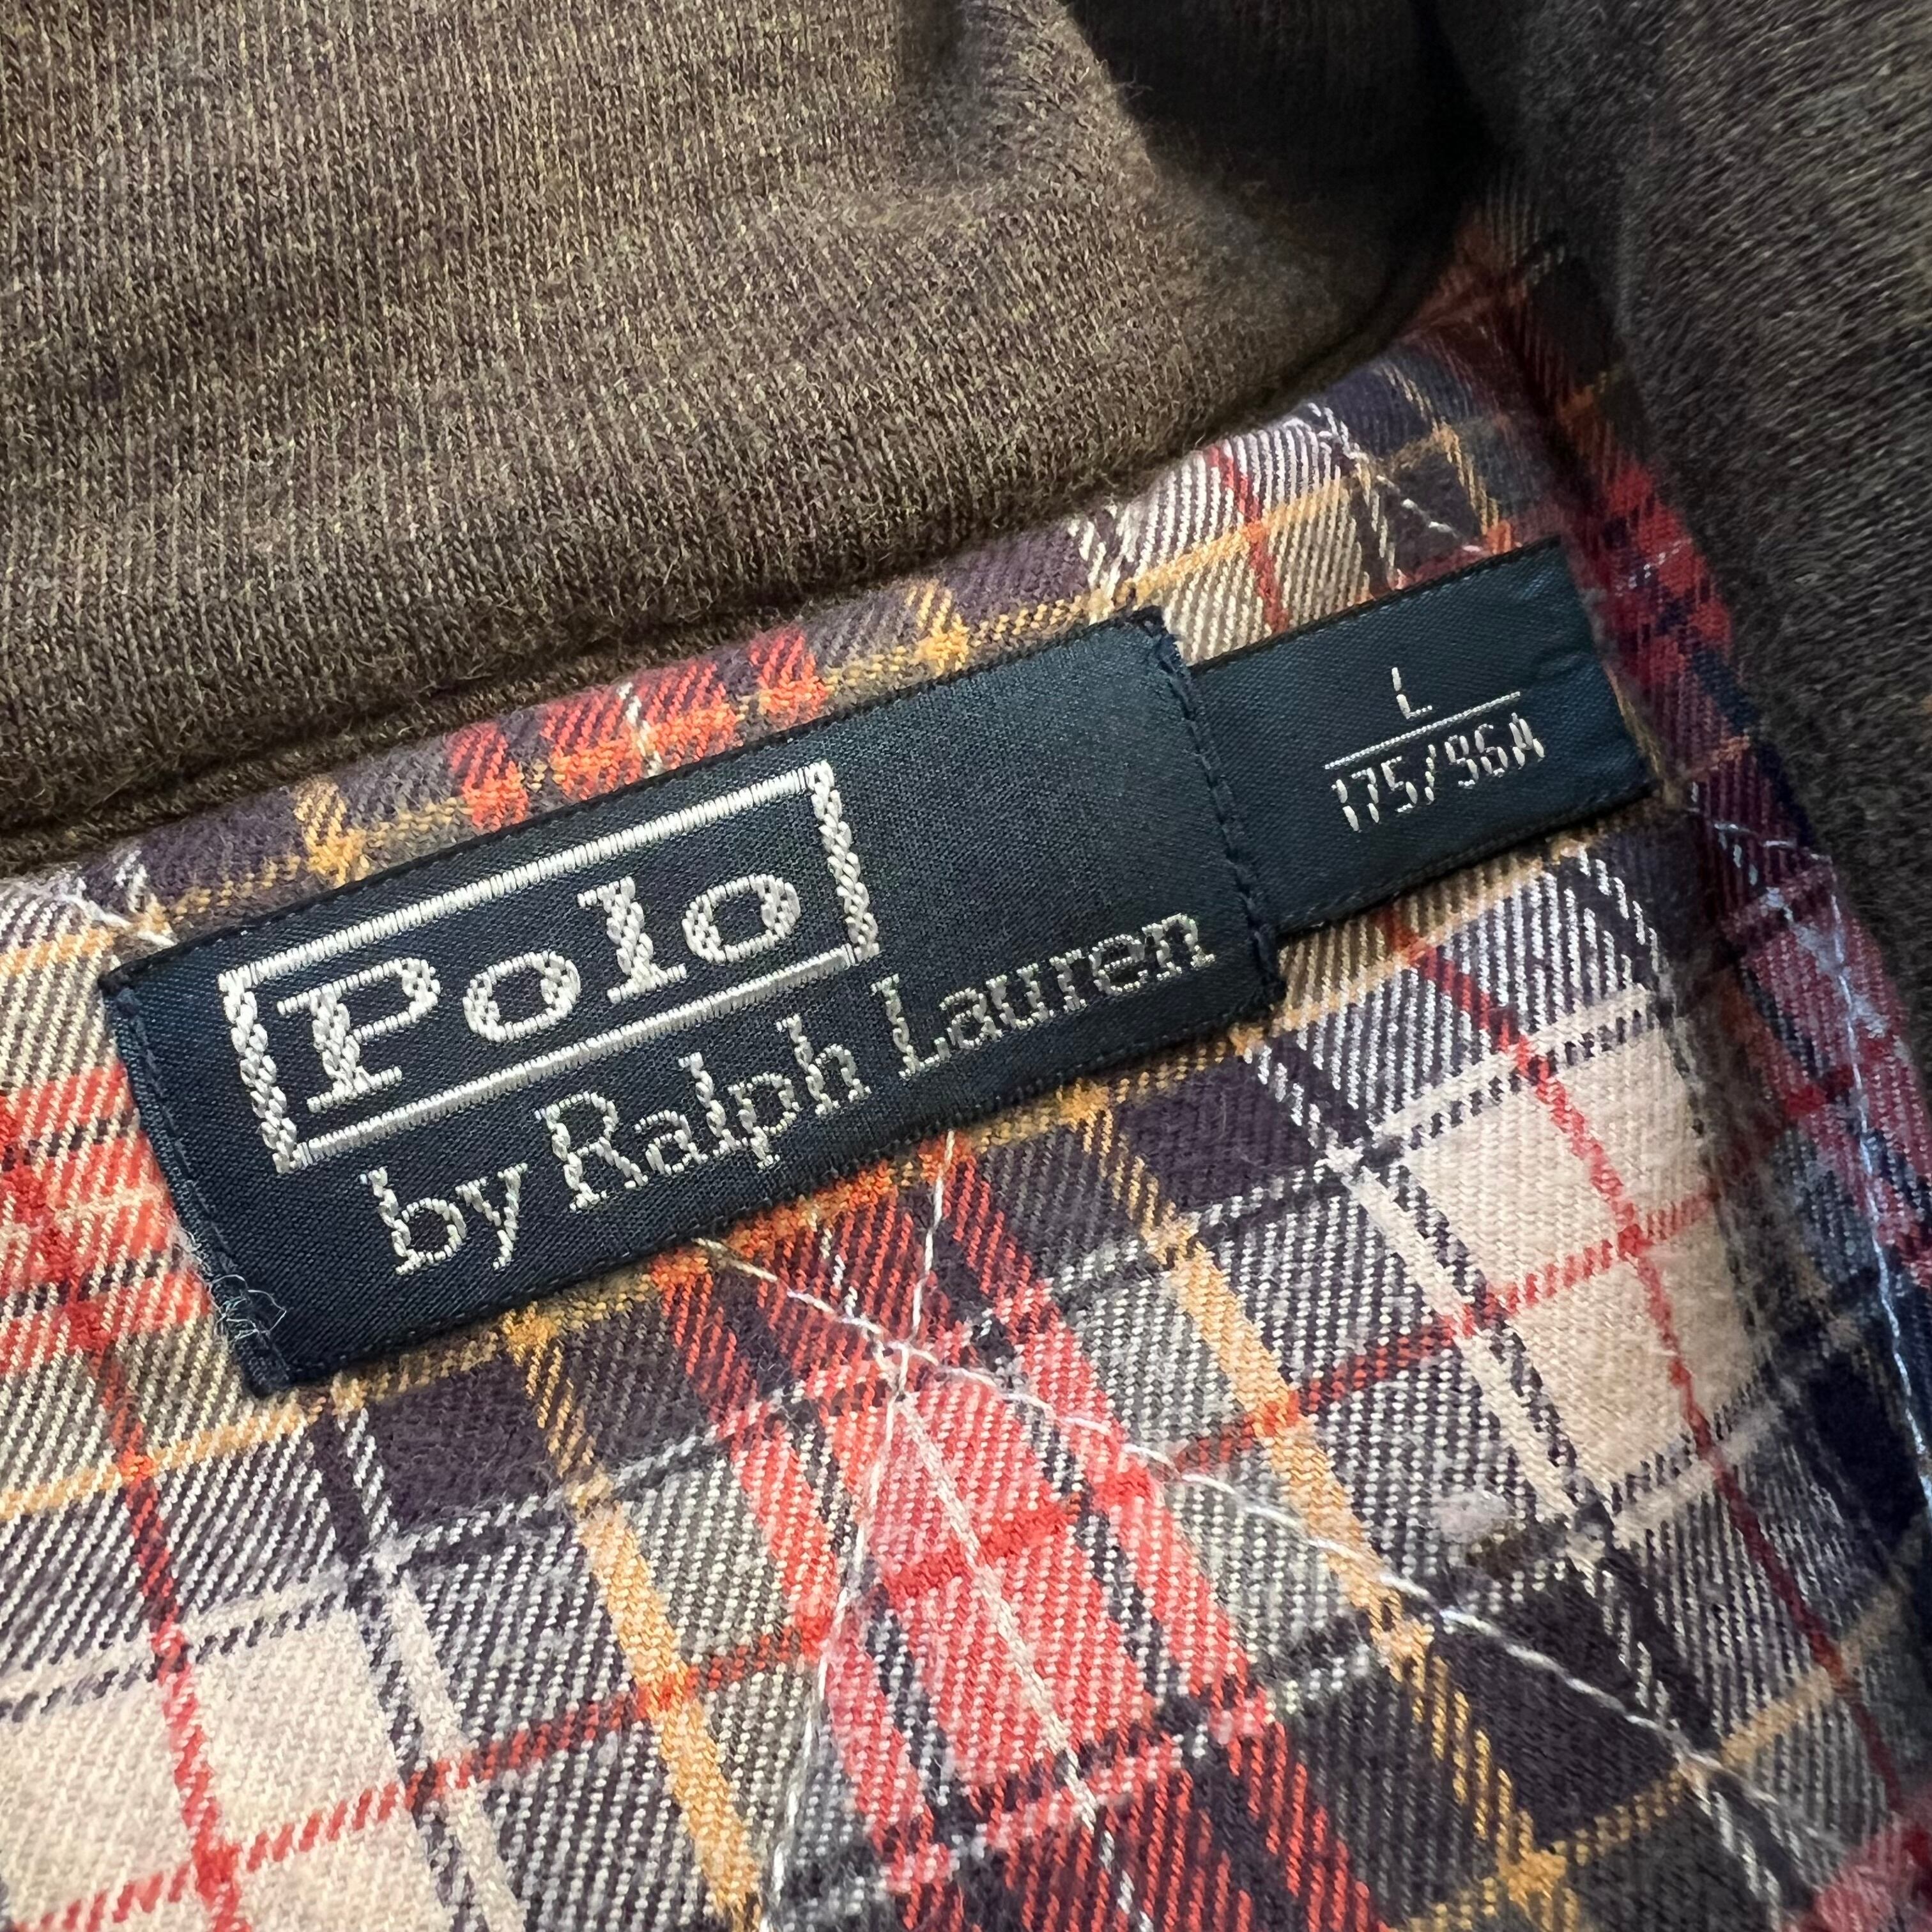 Polo
by Ralph Lauren
L
175/96A